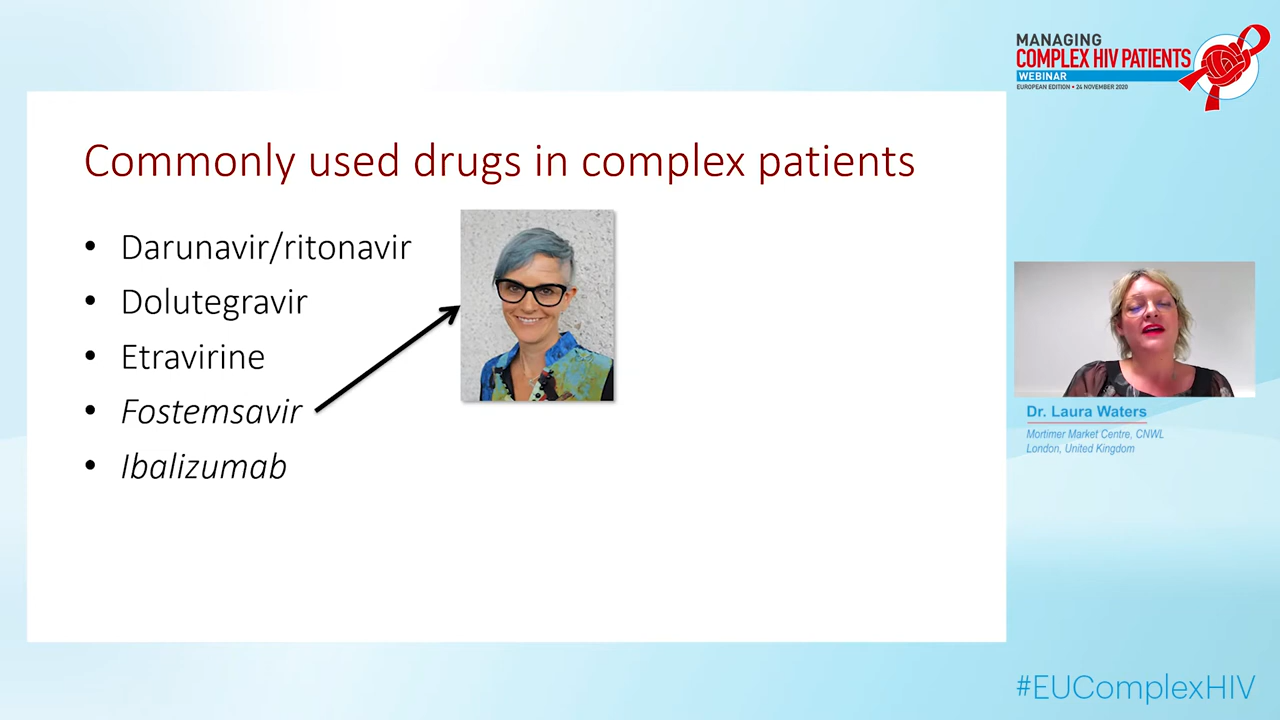 MANAGING
COMPLEX HIV PATIENTS
WEBINAR
EUROPEAN EDITION • 24 NOVEMBER 2020
Commonly used drugs in complex patients
• Darunavir/ritonavir
• Dolutegravir
• Etravirine
• Fostemsavir
• Ibalizumab
Dr. Laura Waters
Mortimer Market Centre, CNWL
London, United Kingdom
#EUComplexHIV